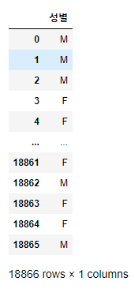 성별
0 M
1 M
2 M
3 F
4 F
... ...
18861 F
18862 M
18863 F
18864 F
18865 M
18866 rows × 1 columns